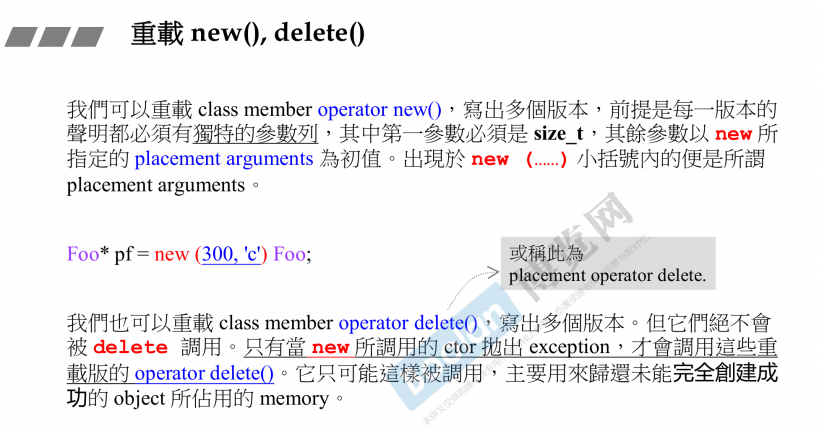 重載 new(), delete()
我們可以重載 class member operator new()，寫出多個版本，前提是每一版本的
聲明都必須有獨特的參數列，其中第一參數必須是 size_t，其餘參數以 new 所
指定的 placement arguments 為初值。出現於 new (......) 小括號內的便是所謂
placement arguments。
Foo* pf = new (300, 'c') Foo;
或稱此為
placement operator delete.
我們也可以重載 class member operator delete()，寫出多個版本。但它們絕不會
被 delete 調用。只有當 new 所調用的 ctor 拋出 exception，才會調用這些重
載版的 operator delete()。它只可能這樣被調用，主要用來歸還未能完全創建成
功的 object 所佔用的 memory。
博览网